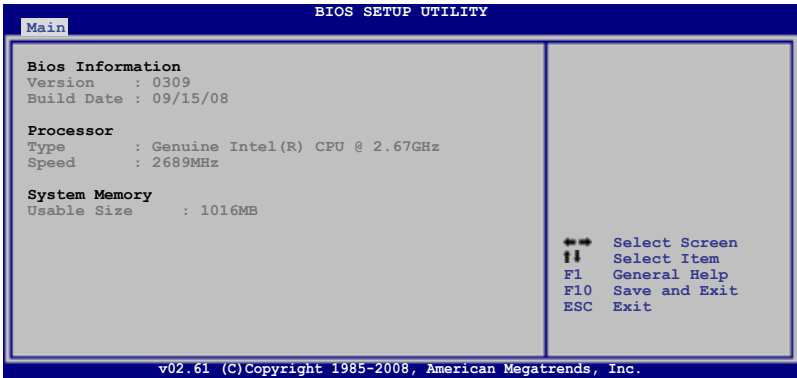 BIOS SETUP UTILITY
Main
Bios Information
Version : 0309
Build Date : 09/15/08
Processor
Type : Genuine Intel(R) CPU @ 2.67GHz
Speed : 2689MHz
System Memory
Usable Size : 1016MB
Select Screen
Select Item
F1 General Help
F10 Save and Exit
ESC Exit
v02.61 (C)Copyright 1985-2008, American Megatrends, Inc.